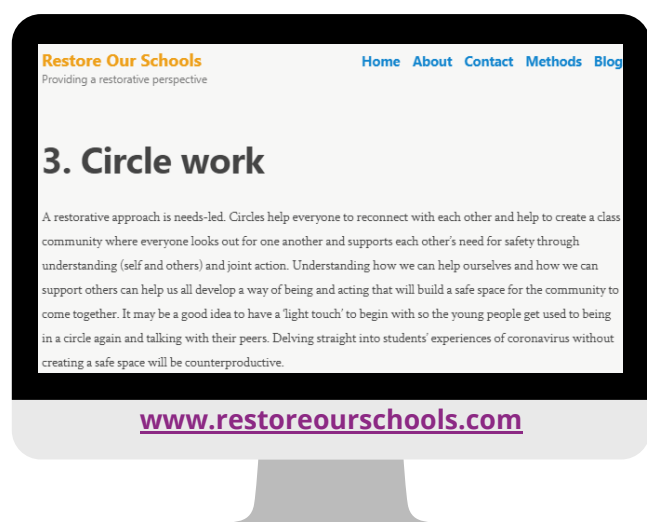 Restore Our Schools
Home About Contact Methods Blog
Providing a restorative perspective
3. Circle work
A restorative approach is needs-led. Circles help everyone to reconnect with each other and help to create a class
community where everyone looks out for one another and supports each other's need for safety through
understanding (self and others) and joint action. Understanding how we can help ourselves and how we can
support others can help us all develop a way of being and acting that will build a safe space for the community to
come together. It may be a good idea to have a 'light touch' to begin with so the young people get used to being
in a circle again and talking with their peers. Delving straight into students' experiences of coronavirus without
creating a safe space will be counterproductive.
www.restoreourschools.com